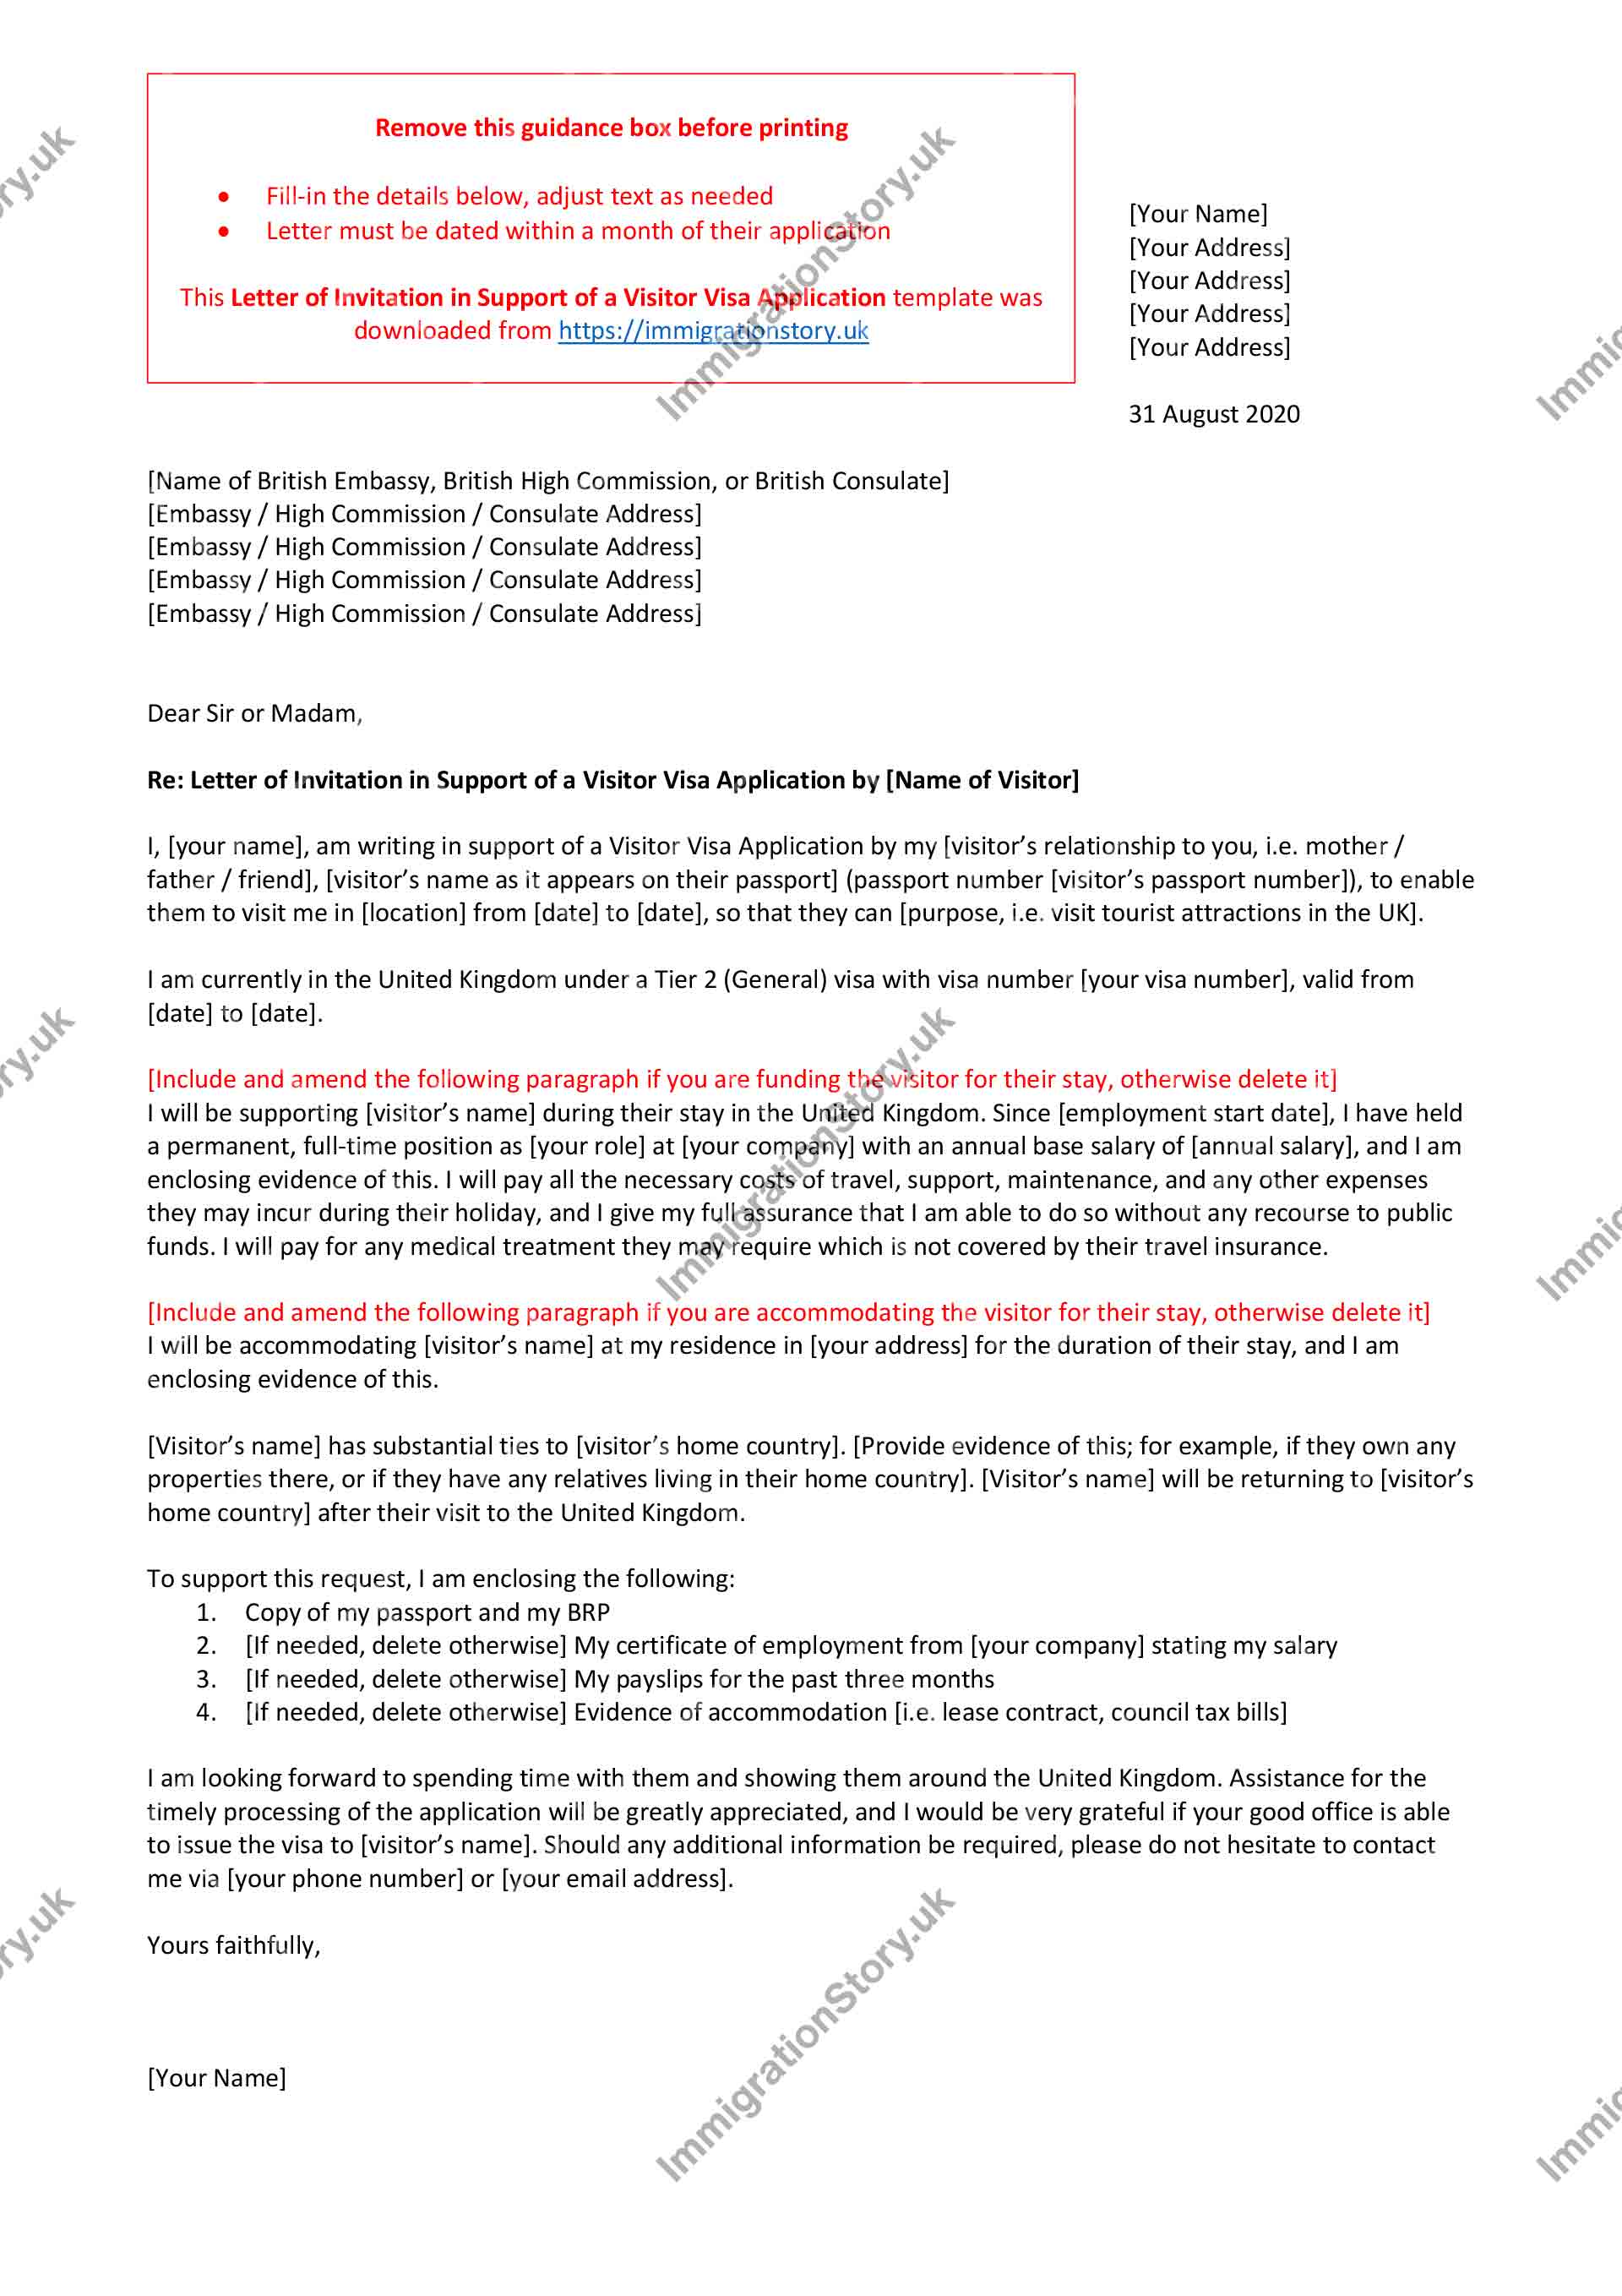 Remove this guidance box before printing
• Fill-in the details below, adjust text as needed
• Letter must be dated within a month of their application
This Letter of Invitation in Support of a Visitor Visa Application template was
downloaded from https://immigrationstory.uk
[Your Name]
[Your Address]
[Your Address]
[Your Address]
[Your Address]
31 August 2020
[Name of British Embassy, British High Commission, or British Consulate]
[Embassy / High Commission / Consulate Address]
[Embassy / High Commission / Consulate Address]
[Embassy / High Commission / Consulate Address]
[Embassy / High Commission / Consulate Address]
Dear Sir or Madam,
Re: Letter of Invitation in Support of a Visitor Visa Application by [Name of Visitor]
I, [your name], am writing in support of a Visitor Visa Application by my [visitor’s relationship to you, i.e. mother /
father / friend], [visitor’s name as it appears on their passport] (passport number [visitor’s passport number]), to enable
them to visit me in [location] from [date] to [date], so that they can [purpose, i.e. visit tourist attractions in the UK].
I am currently in the United Kingdom under a Tier 2 (General) visa with visa number [your visa number], valid from
[date] to [date].
[Include and amend the following paragraph if you are funding the visitor for their stay, otherwise delete it]
I will be supporting [visitor’s name] during their stay in the United Kingdom. Since [employment start date], I have held
a permanent, full-time position as [your role] at [your company] with an annual base salary of [annual salary], and I am
enclosing evidence of this. I will pay all the necessary costs of travel, support, maintenance, and any other expenses
they may incur during their holiday, and I give my full assurance that I am able to do so without any recourse to public
funds. I will pay for any medical treatment they may require which is not covered by their travel insurance.
[Include and amend the following paragraph if you are accommodating the visitor for their stay, otherwise delete it]
I will be accommodating [visitor’s name] at my residence in [your address] for the duration of their stay, and I am
enclosing evidence of this.
[Visitor’s name] has substantial ties to [visitor’s home country]. [Provide evidence of this; for example, if they own any
properties there, or if they have any relatives living in their home country]. [Visitor’s name] will be returning to [visitor’s
home country] after their visit to the United Kingdom.
To support this request, I am enclosing the following:
1. Copy of my passport and my BRP
2. [If needed, delete otherwise] My certificate of employment from [your company] stating my salary
3. [If needed, delete otherwise] My payslips for the past three months
4. [If needed, delete otherwise] Evidence of accommodation [i.e. lease contract, council tax bills]
I am looking forward to spending time with them and showing them around the United Kingdom. Assistance for the
timely processing of the application will be greatly appreciated, and I would be very grateful if your good office is able
to issue the visa to [visitor’s name]. Should any additional information be required, please do not hesitate to contact
me via [your phone number] or [your email address].
Yours faithfully,
[Your Name]
ry.uk
ImmigrationStory.uk
Immig
ry.uk
ImmigrationStory.uk
Immig
ry.uk
ImmigrationStory.uk
Immig